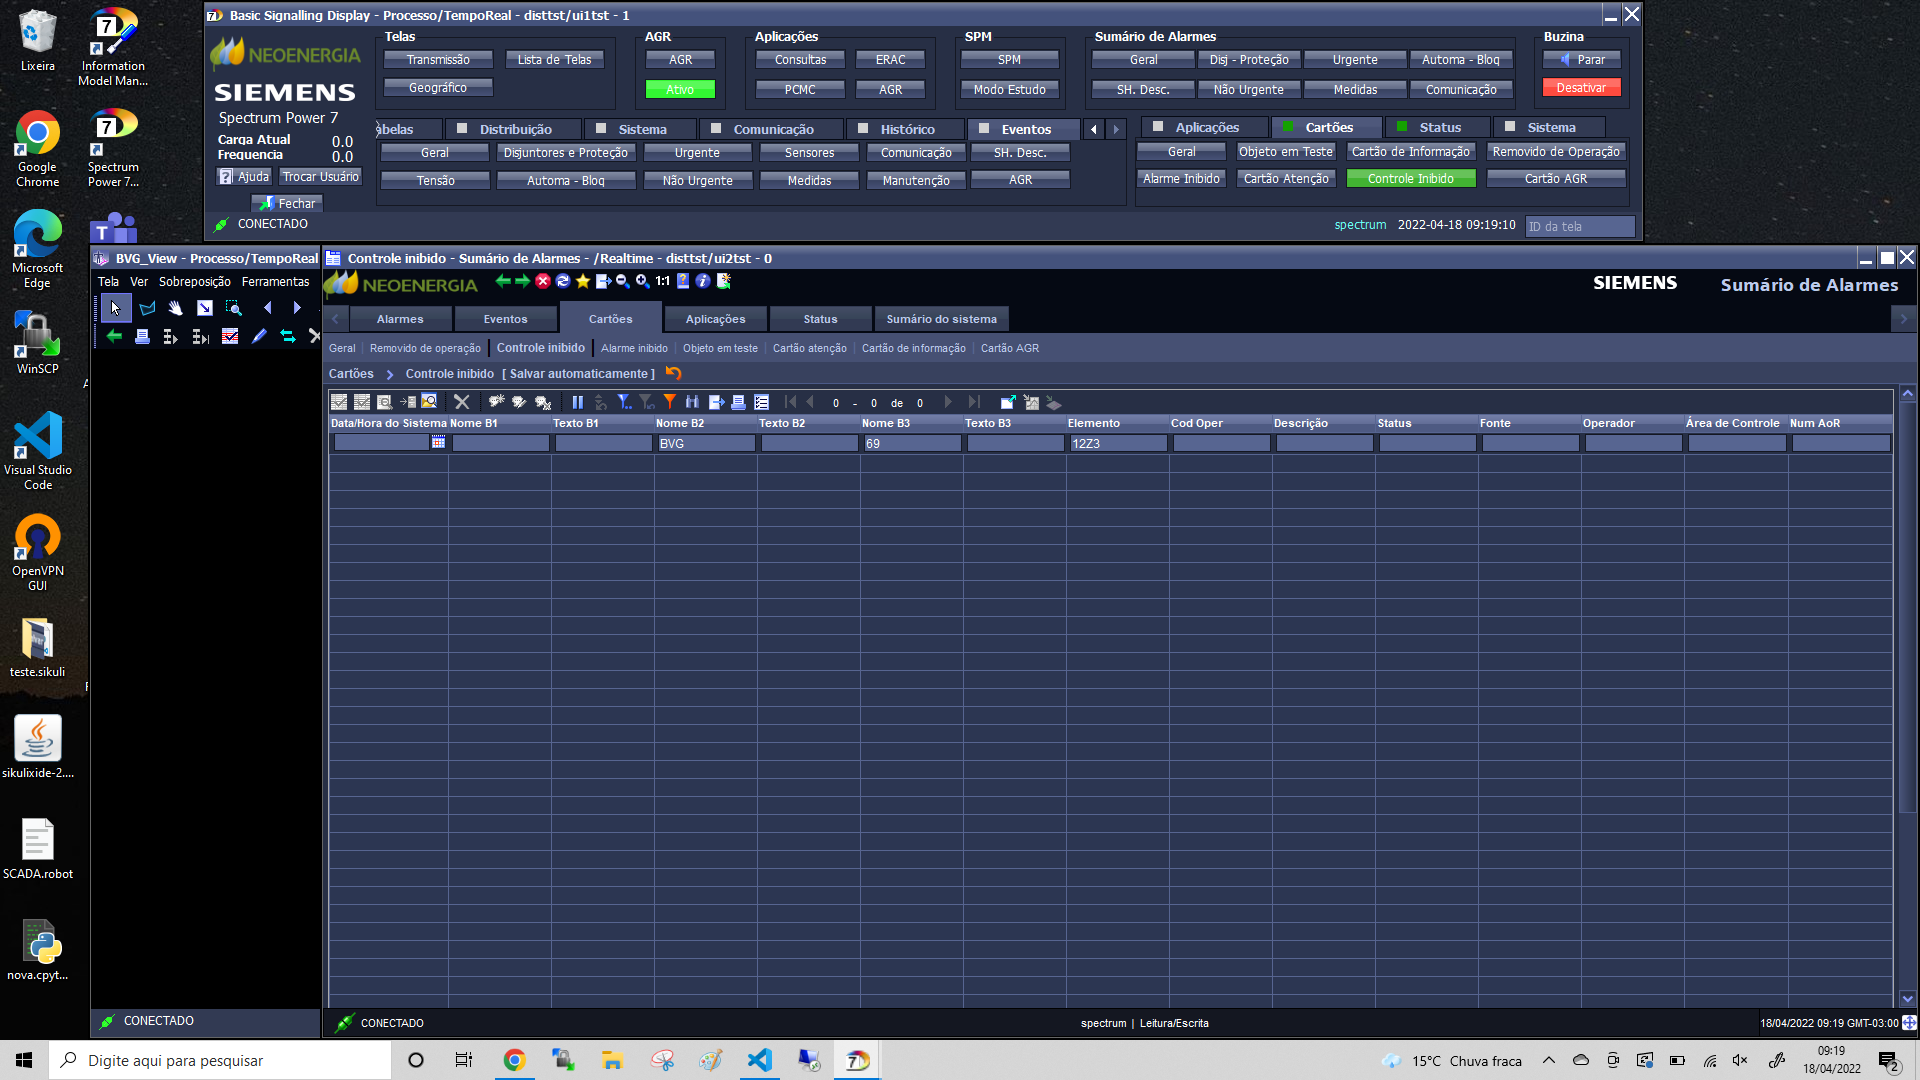 Lixeira
Information
Model Man...
Google
Chrome
Spectrum
Power 7...
Microsoft
Edge
WinSCP
Visual Studio
Code
OpenVPN
GUI
teste.sikuli
sikulixide-2....
SCADA.robot
nova.cpyt...
Basic Signalling Display - Processo/TempoReal - disttst/ui1tst - 1
NEOENERGIA
SIEMENS
Spectrum Power 7
Carga Atual 0.0
Frequencia 0.0
Ajuda Trocar Usuário
Fechar
CONECTADO
Telas
Transmissão Lista de Telas
Geográfico
AGR
AGR
Ativo
Aplicações
Consultas ERAC
PCMC AGR
SPM
SPM
Modo Estudo
Sumário de Alarmes
Geral Disj - Proteção Urgente Automa - Bloq
SH. Desc. Não Urgente Medidas Comunicação
Buzina
Parar
Desativar
abelas Distribuição Sistema Comunicação Histórico Eventos
Geral Disjuntores e Proteção Urgente Sensores Comunicação SH. Desc.
Tensão Automa - Bloq Não Urgente Medidas Manutenção AGR
Aplicações Cartões Status Sistema
Geral Objeto em Teste Cartão de Informação Removido de Operação
Alarme Inibido Cartão Atenção Controle Inibido Cartão AGR
spectrum 2022-04-18 09:19:10 ID da tela
BVG_View - Processo/TempoReal
Tela Ver Sobreposição Ferramentas
CONECTADO
Controle inibido - Sumário de Alarmes - /Realtime - disttst/ui2tst - 0
NEOENERGIA 1:1 SIEMENS Sumário de Alarmes
Alarmes Eventos Cartões Aplicações Status Sumário do sistema
Geral Removido de operação Controle inibido Alarme inibido Objeto em teste Cartão atenção Cartão de informação Cartão AGR
Cartões Controle inibido [ Salvar automaticamente ]
0 - 0 de 0
Data/Hora do Sistema Nome B1 Texto B1 Nome B2 Texto B2 Nome B3 Texto B3 Elemento Cod Oper Descrição Status Fonte Operador Área de Controle Num AoR
BVG 69 12Z3
CONECTADO spectrum | Leitura/Escrita 18/04/2022 09:19 GMT-03:00
Digite aqui para pesquisar
15°C Chuva fraca
09:19
18/04/2022
2